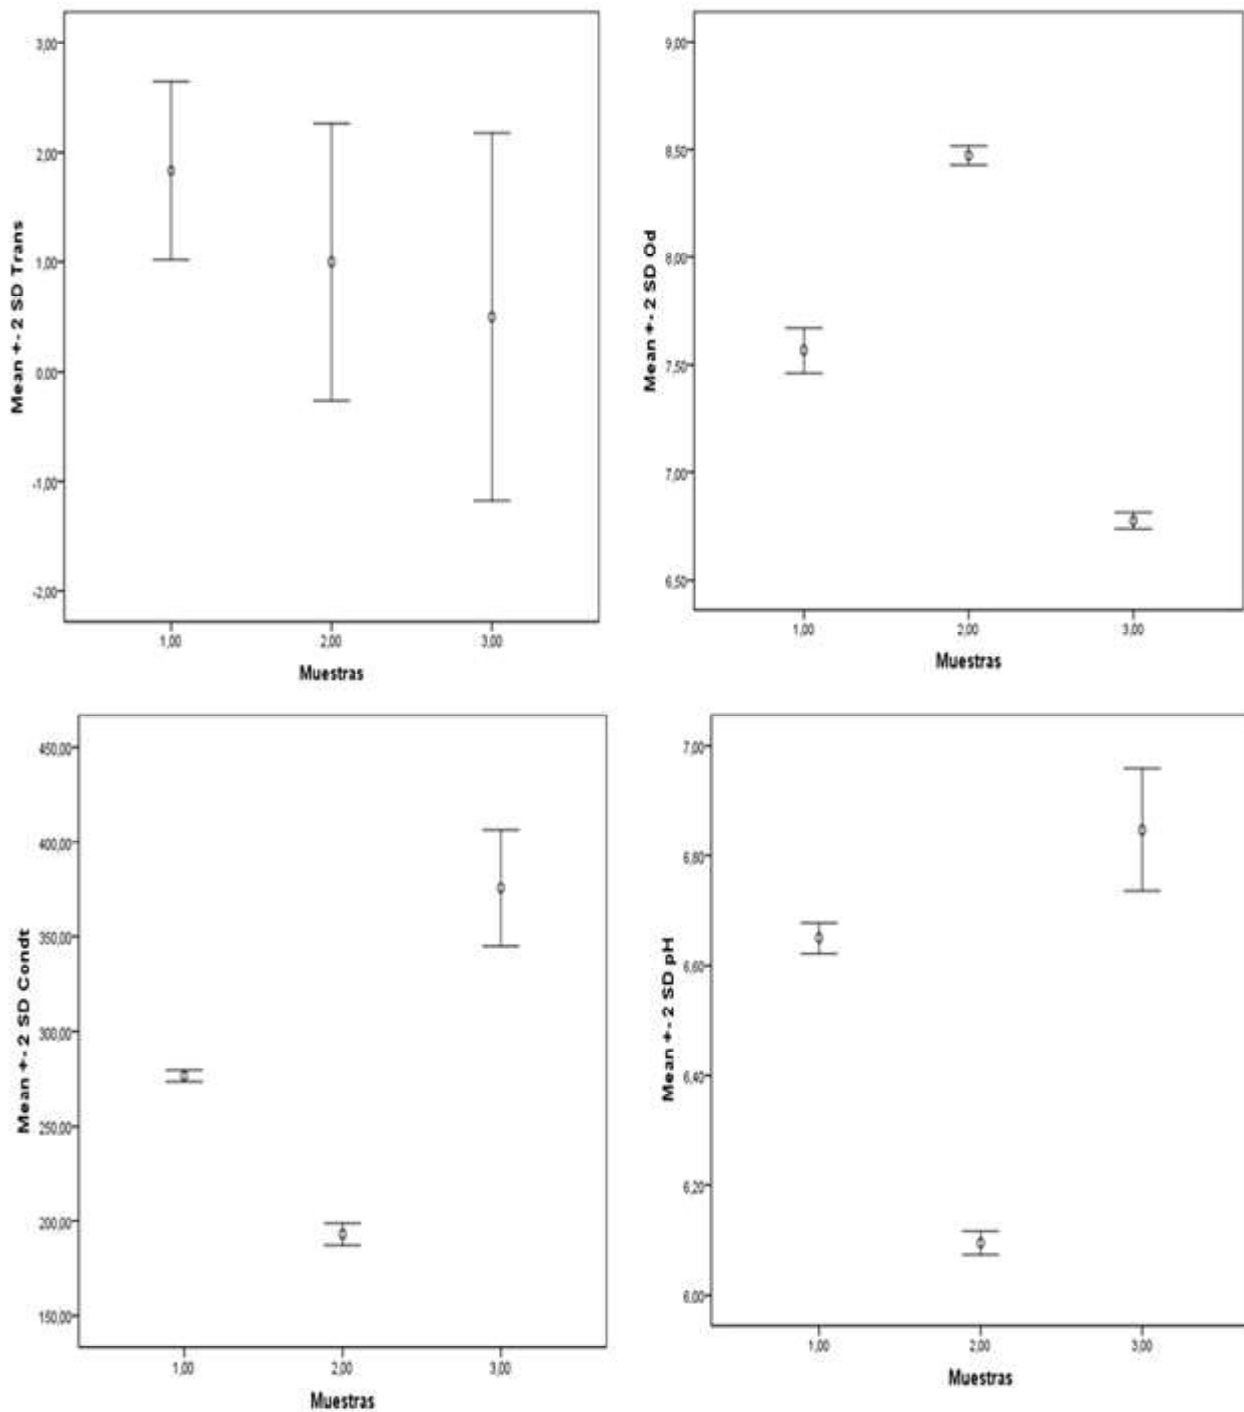 Mean +- 2 SD Trans
3,00
2,00
1,00
0,00
-1,00
-2,00
1,00 2,00 3,00
Muestras
Mean +- 2 SD Od
9,00
8,50
8,00
7,50
7,00
6,50
1,00 2,00 3,00
Muestras
Mean +- 2 SD Condt
450,00
400,00
350,00
300,00
250,00
200,00
150,00
1,00 2,00 3,00
Muestras
Mean +- 2 SD pH
7,00
6,80
6,60
6,40
6,20
6,00
1,00 2,00 3,00
Muestras